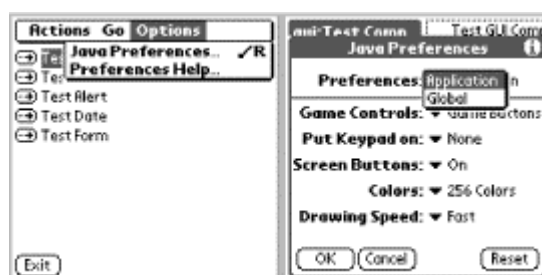 Actions Go Options
Java Preferences.. ✓R
Preferences Help..
Test Alert
Test Date
Test Form
Exit
Test GUI Com
Java Preferences
Preferences: Application
Global
Game Controls:
Put Keypad on: None
Screen Buttons: On
Colors: 256 Colors
Drawing Speed: Fast
OK Cancel Reset